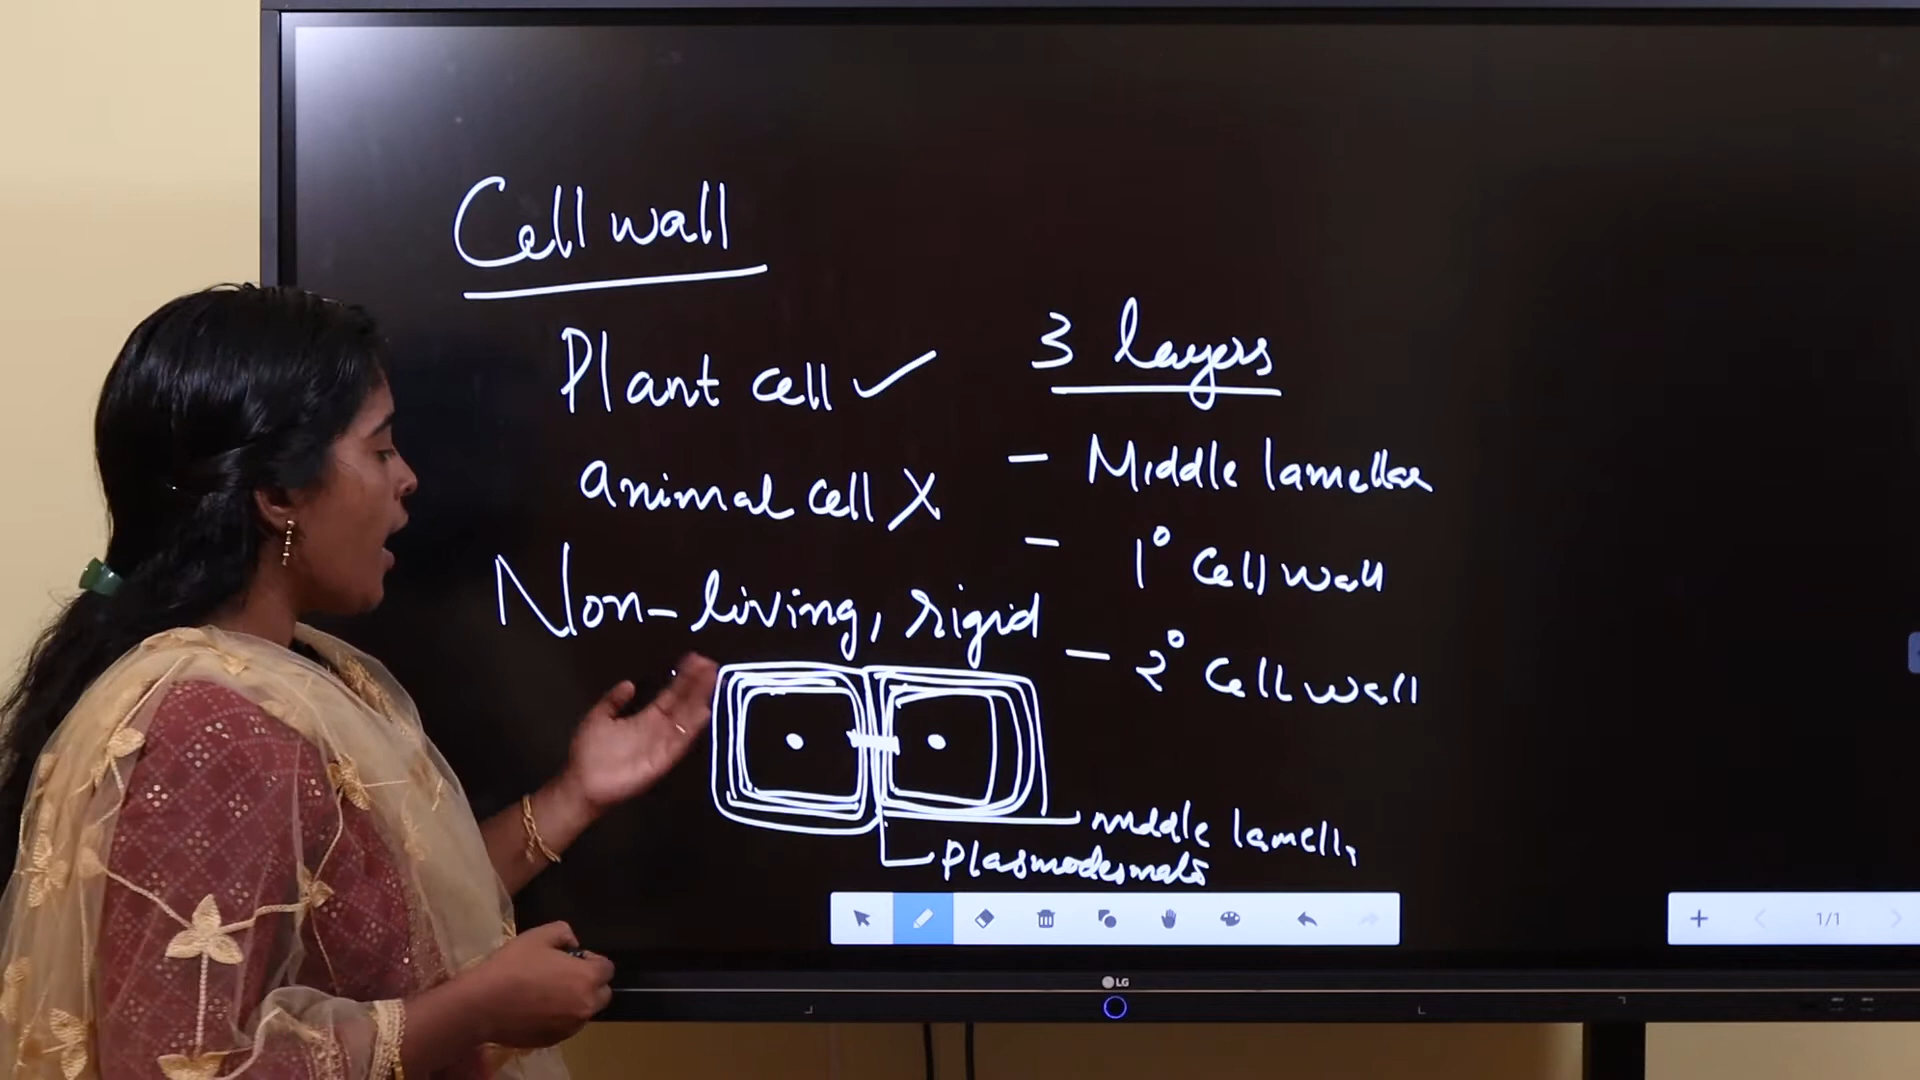 Cell wall
Plant cell ✓
animal cell X
Non-living, rigid
3 layers
- Middle lamellae
- 1° Cell wall
- 2° Cell wall
middle lamella
Plasmodesmata
1/1
LG